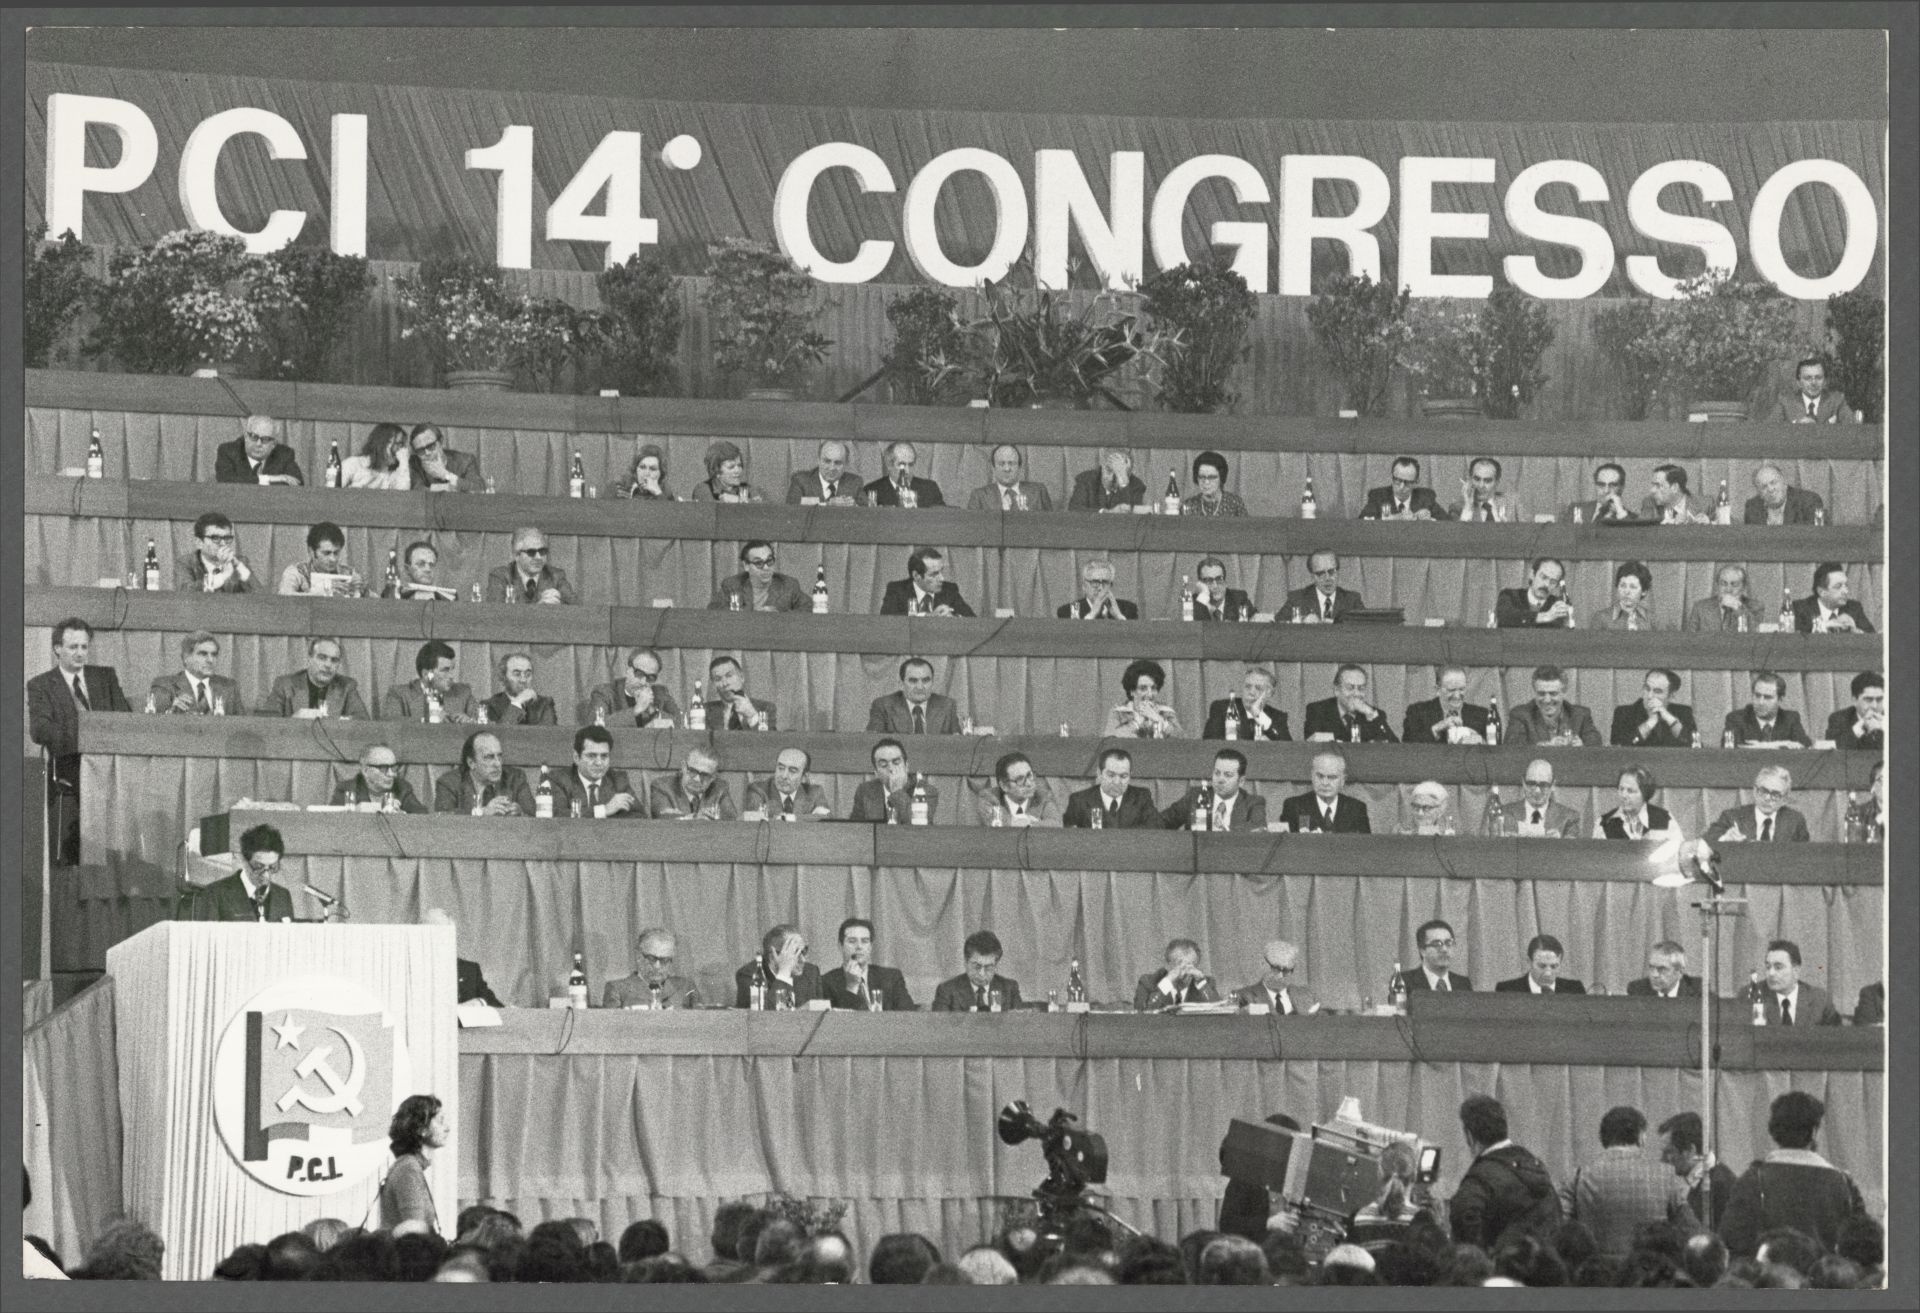 PCI 14° CONGRESSO
P.C.I.